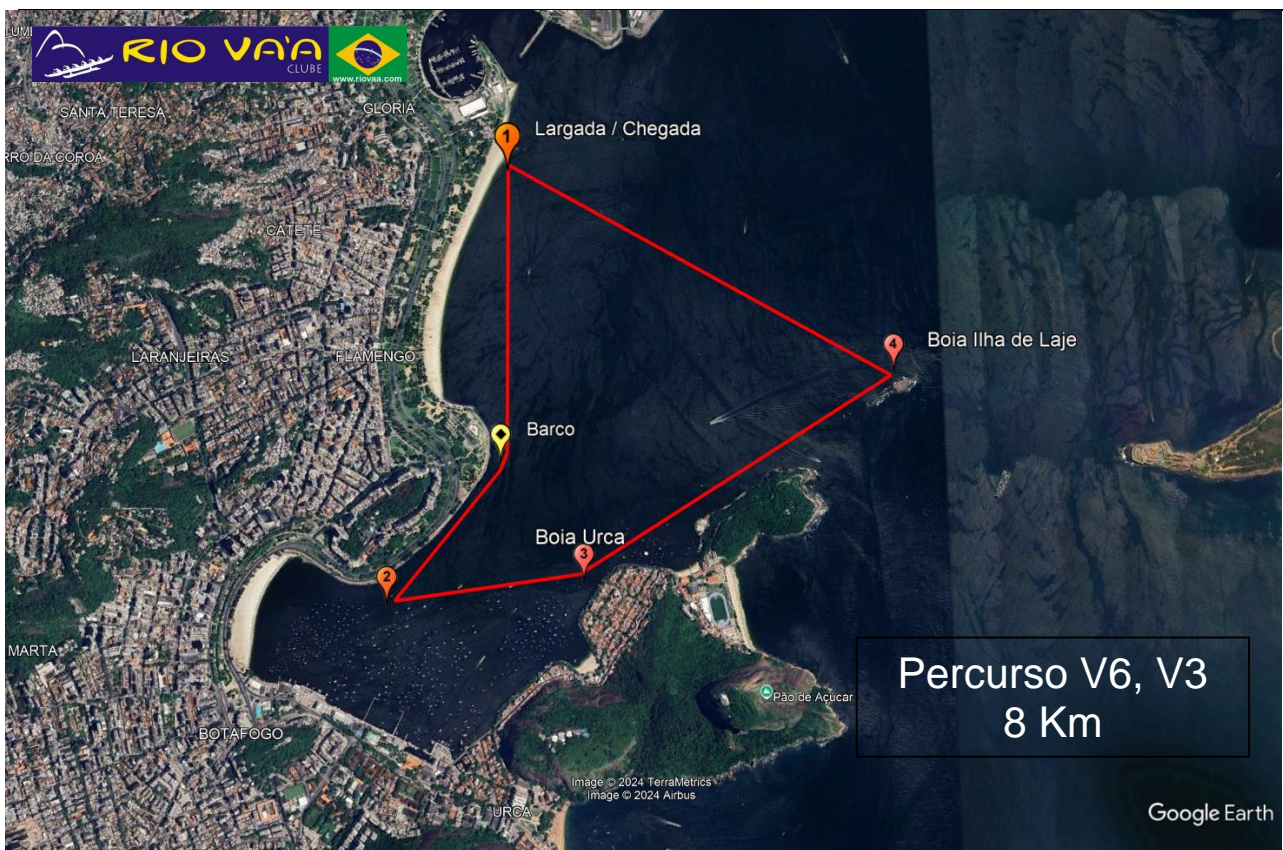 RIO VA'A
CLUBE
www.riovaa.com
SANTA TERESA
GLORIA
RRO DA COROA
CATETE
LARANJEIRAS
FLAMENGO
MARTA
BOTAFOGO
URCA
1
Largada / Chegada
4
Boia Ilha de Laje
Barco
Boia Urca
3
2
Pão de Açúcar
Percurso V6, V3
8 Km
Image © 2024 TerraMetrics
Image © 2024 Airbus
Google Earth